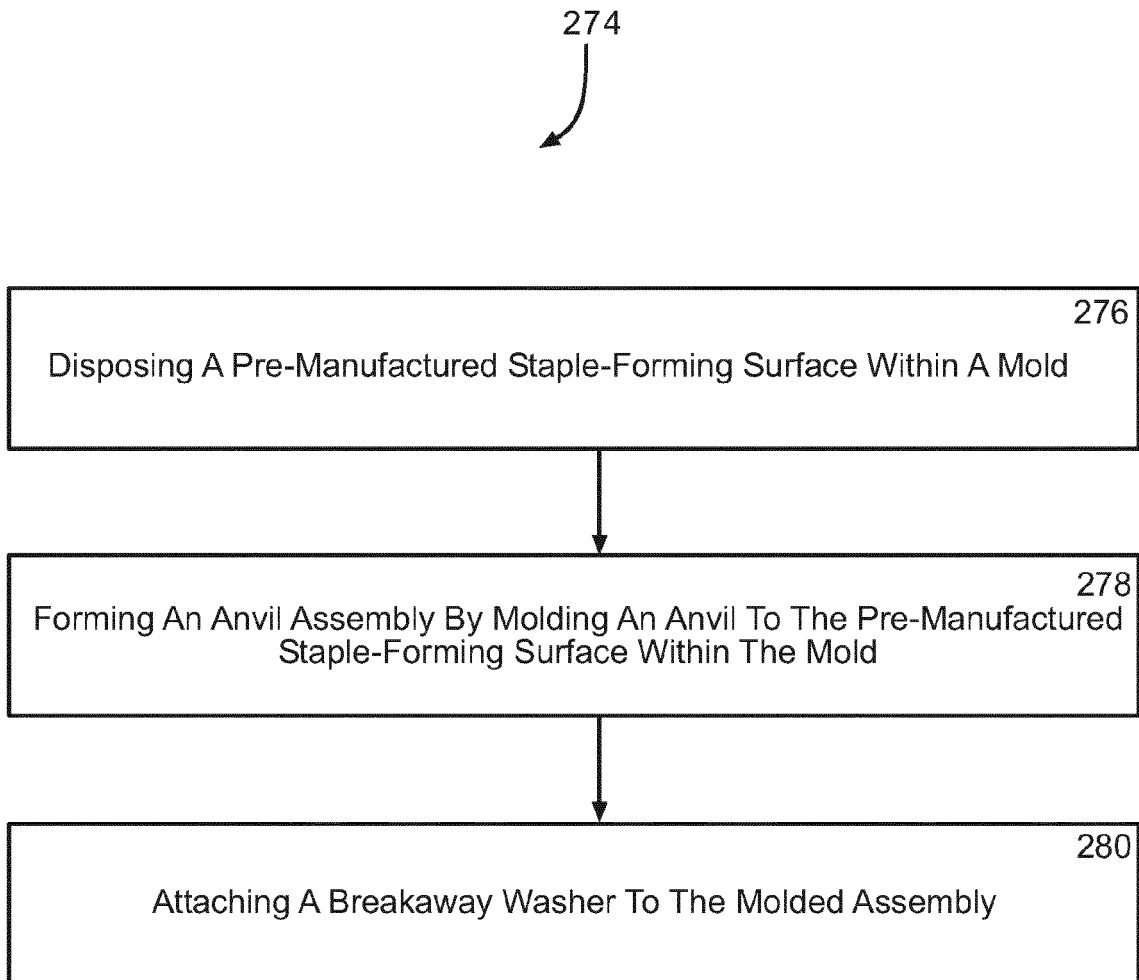 274
276
Disposing A Pre-Manufactured Staple-Forming Surface Within A Mold
278
Forming An Anvil Assembly By Molding An Anvil To The Pre-Manufactured
Staple-Forming Surface Within The Mold
280
Attaching A Breakaway Washer To The Molded Assembly